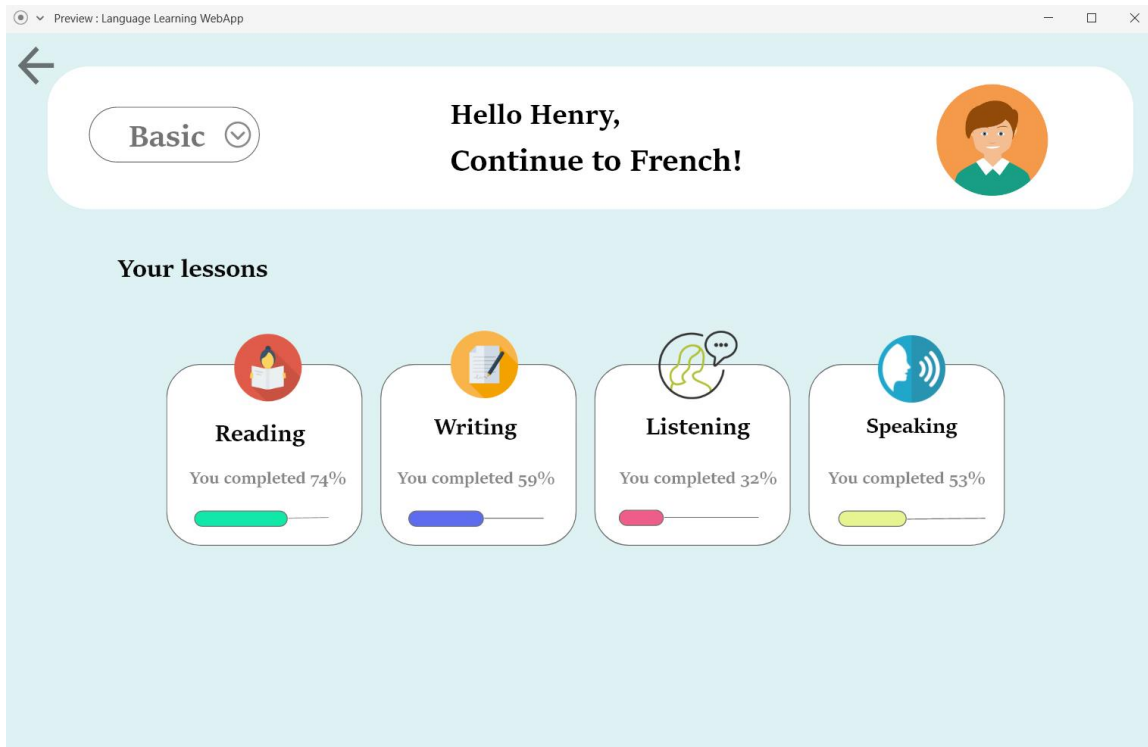 Preview : Language Learning WebApp
Basic
Hello Henry,
Continue to French!
Your lessons
Reading
You completed 74%
Writing
You completed 59%
Listening
You completed 32%
Speaking
You completed 53%